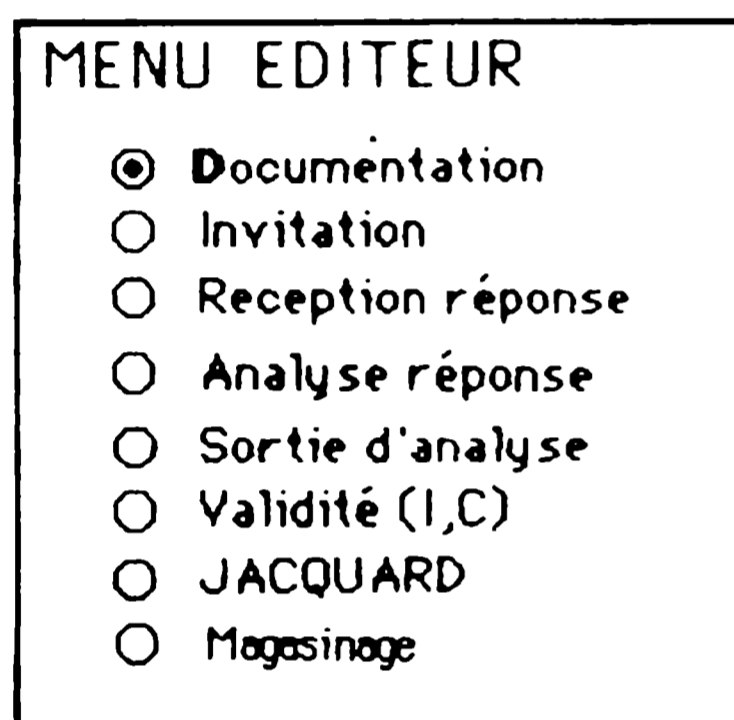 MENU EDITEUR
Documentation
Invitation
Reception réponse
Analyse réponse
Sortie d'analyse
Validité (I,C)
JACQUARD
Magasinage